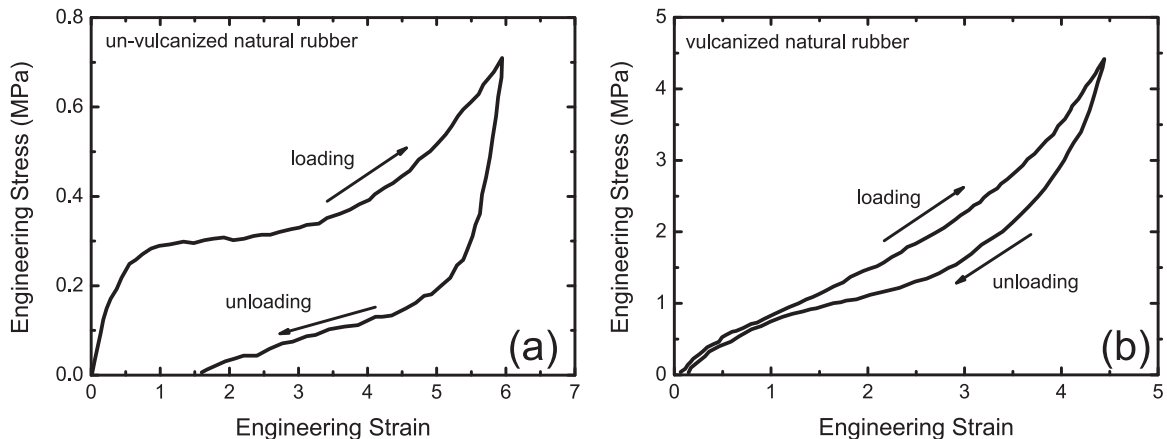 un-vulcanized natural rubber
0.8
0.6
0.4
0.2
0.0
Engineering Stress (MPa)
loading
unloading
(a)
0 1 2 3 4 5 6 7
Engineering Strain
vulcanized natural rubber
5
4
3
2
1
0
Engineering Stress (MPa)
loading
unloading
(b)
0 1 2 3 4 5
Engineering Strain